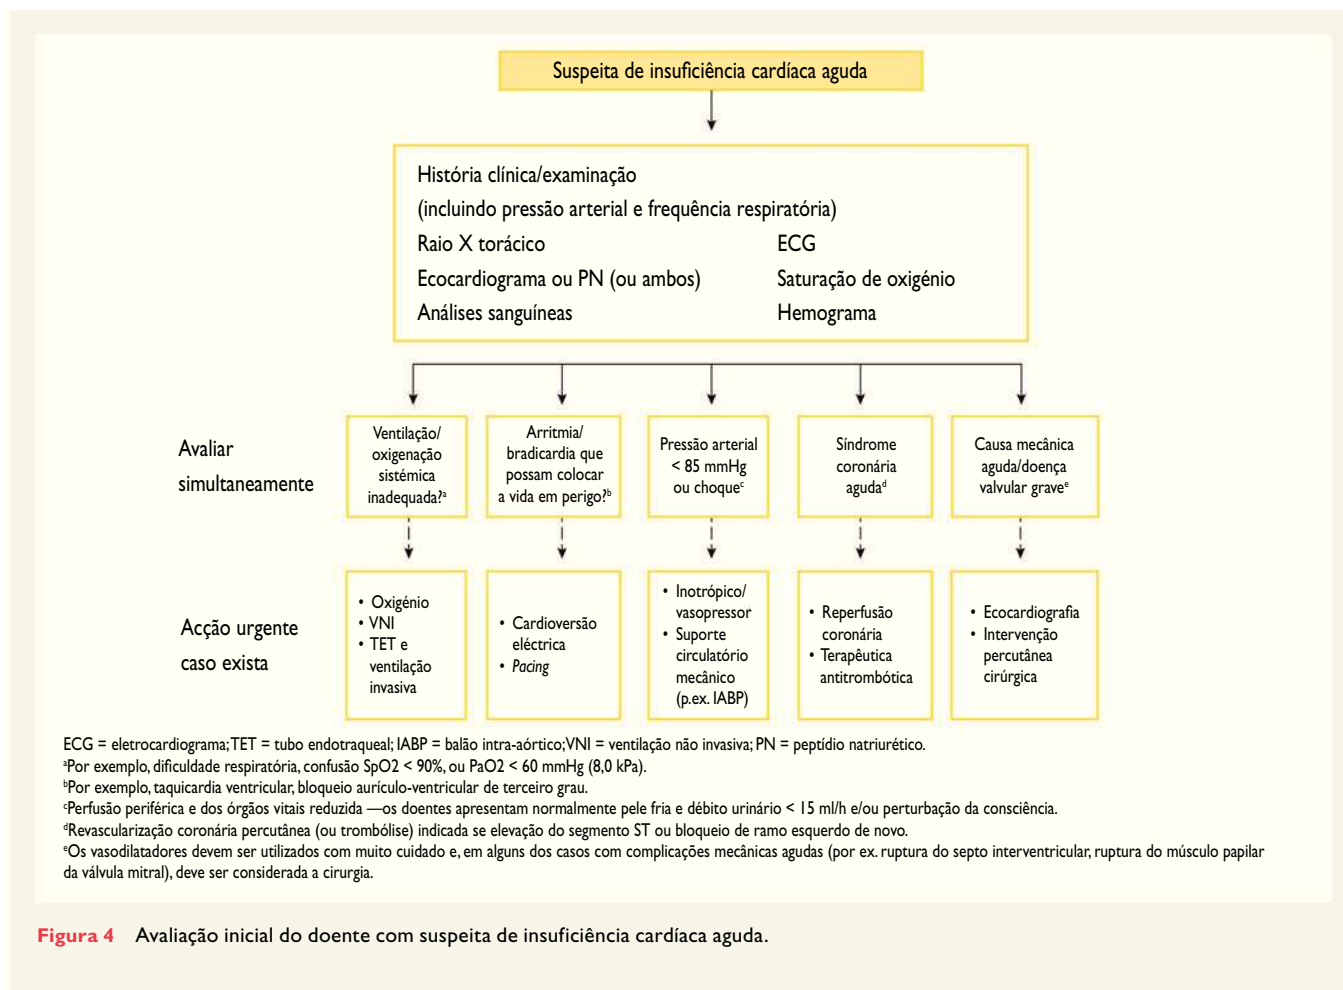 Suspeita de insuficiência cardíaca aguda
História clínica/examinação
(incluindo pressão arterial e frequência respiratória)
Raio X torácico
ECG
Ecocardiograma ou PN (ou ambos)
Saturação de oxigénio
Análises sanguíneas
Hemograma
Avaliar
simultaneamente
Ventilação/
oxigenação
sistémica
inadequada?ª
Arritmia/
bradicardia que
possam colocar
a vida em perigo?ᵇ
Pressão arterial
< 85 mmHg
ou choqueᶜ
Síndrome
coronária
agudaᵈ
Causa mecânica
aguda/doença
valvular graveᵉ
Acção urgente
caso exista
• Oxigénio
• VNI
• TET e
ventilação
invasiva
• Cardioversão
eléctrica
• Pacing
• Inotrópico/
vasopressor
• Suporte
circulatório
mecânico
(p.ex. IABP)
• Reperfusão
coronária
• Terapêutica
antitrombótica
• Ecocardiografia
• Intervenção
percutânea
cirúrgica
ECG = eletrocardiograma; TET = tubo endotraqueal; IABP = balão intra-aórtico; VNI = ventilação não invasiva; PN = peptídio natriurético.
ªPor exemplo, dificuldade respiratória, confusão SpO2 < 90%, ou PaO2 < 60 mmHg (8,0 kPa).
ᵇPor exemplo, taquicardia ventricular, bloqueio aurículo-ventricular de terceiro grau.
ᶜPerfusão periférica e dos órgãos vitais reduzida —os doentes apresentam normalmente pele fria e débito urinário < 15 ml/h e/ou perturbação da consciência.
ᵈRevascularização coronária percutânea (ou trombólise) indicada se elevação do segmento ST ou bloqueio de ramo esquerdo de novo.
ᵉOs vasodilatadores devem ser utilizados com muito cuidado e, em alguns dos casos com complicações mecânicas agudas (por ex. ruptura do septo interventricular, ruptura do músculo papilar
da válvula mitral), deve ser considerada a cirurgia.
Figura 4 Avaliação inicial do doente com suspeita de insuficiência cardíaca aguda.